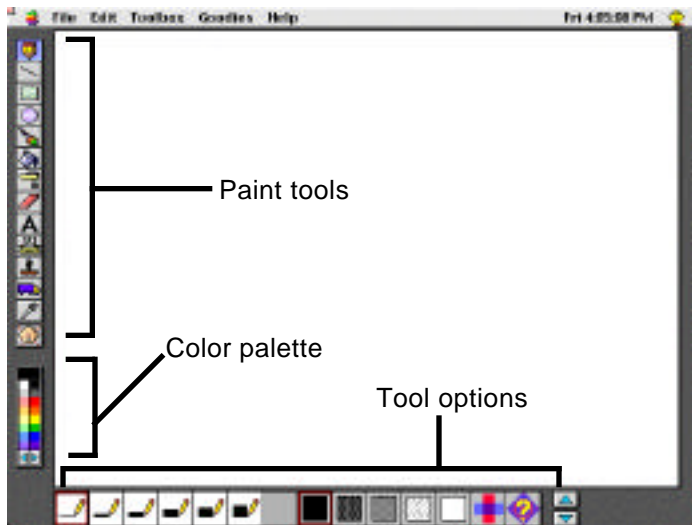 File Edit Toolbox Goodies Help Fri 4:05:08 PM
Paint tools
Color palette
Tool options
A